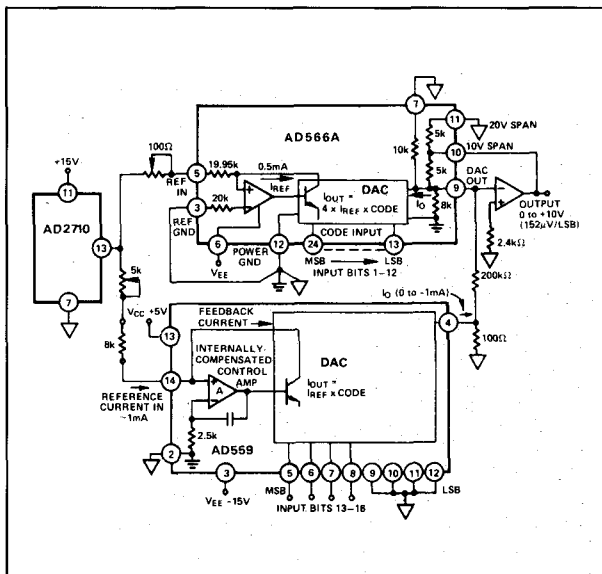 +15V
11
AD2710
13
7
100Ω
5
REF
IN
3
REF
GND
19.95k
20k
AD566A
0.5mA
IREF
DAC
IOUT =
4 × IREF × CODE
CODE INPUT
6
VEE
POWER
GND
12
24
MSB
13
LSB
INPUT BITS 1–12
7
10k
5k
11
20V SPAN
10
10V SPAN
5k
9
DAC
OUT
IO
8k
OUTPUT
0 to +10V
(152µV/LSB)
2.4kΩ
200kΩ
IO (0 to -1mA)
4
100Ω
5k
VCC +5V
13
8k
14
REFERENCE
CURRENT IN
~1mA
FEEDBACK
CURRENT
INTERNALLY-
COMPENSATED
CONTROL
AMP
A
DAC
IOUT =
IREF × CODE
2.5k
AD559
2
3
VEE -15V
5
6
7
8
9
10
11
12
MSB
LSB
INPUT BITS 13–16